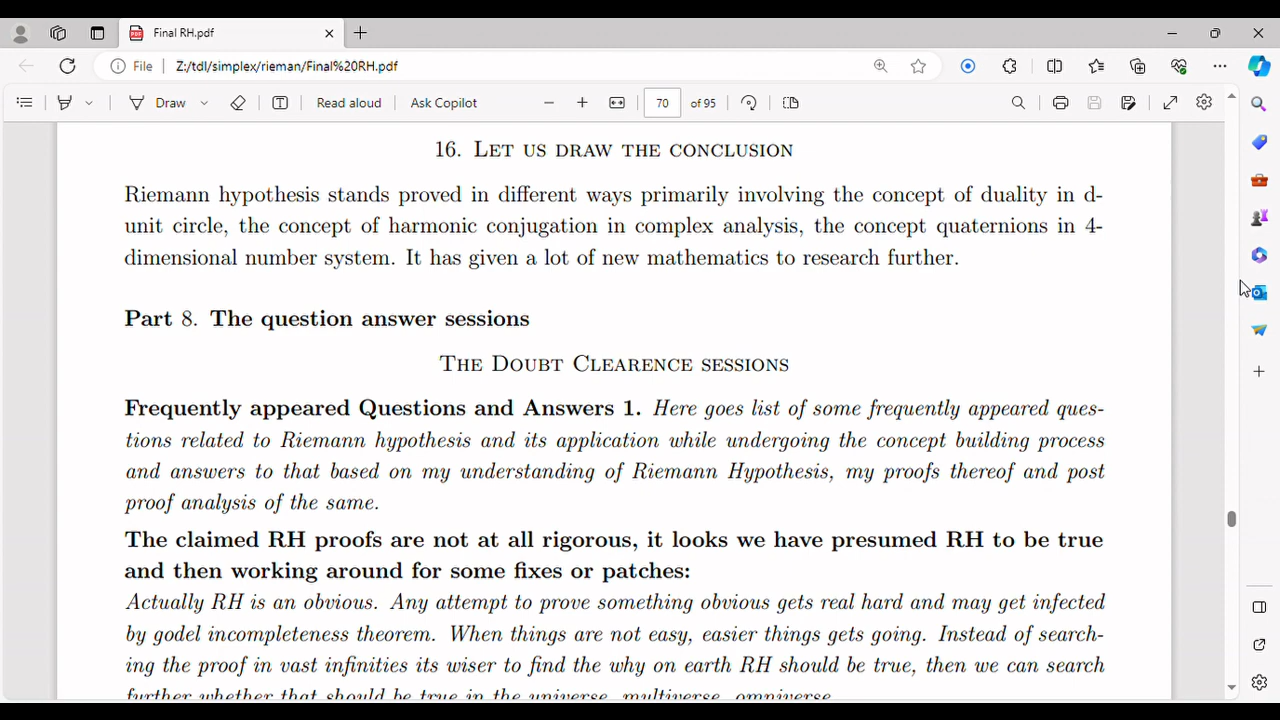 Final RH.pdf
File
Z:/tdl/simplex/rieman/Final%20RH.pdf
Draw
Read aloud
Ask Copilot
70 of 95
16. LET US DRAW THE CONCLUSION
Riemann hypothesis stands proved in different ways primarily involving the concept of duality in d-
unit circle, the concept of harmonic conjugation in complex analysis, the concept quaternions in 4-
dimensional number system. It has given a lot of new mathematics to research further.
Part 8. The question answer sessions
THE DOUBT CLEARENCE SESSIONS
Frequently appeared Questions and Answers 1. Here goes list of some frequently appeared ques-
tions related to Riemann hypothesis and its application while undergoing the concept building process
and answers to that based on my understanding of Riemann Hypothesis, my proofs thereof and post
proof analysis of the same.
The claimed RH proofs are not at all rigorous, it looks we have presumed RH to be true
and then working around for some fixes or patches:
Actually RH is an obvious. Any attempt to prove something obvious gets real hard and may get infected
by godel incompleteness theorem. When things are not easy, easier things gets going. Instead of search-
ing the proof in vast infinities its wiser to find the why on earth RH should be true, then we can search
further whether that should be true in the universe, multiverse, omniverse.